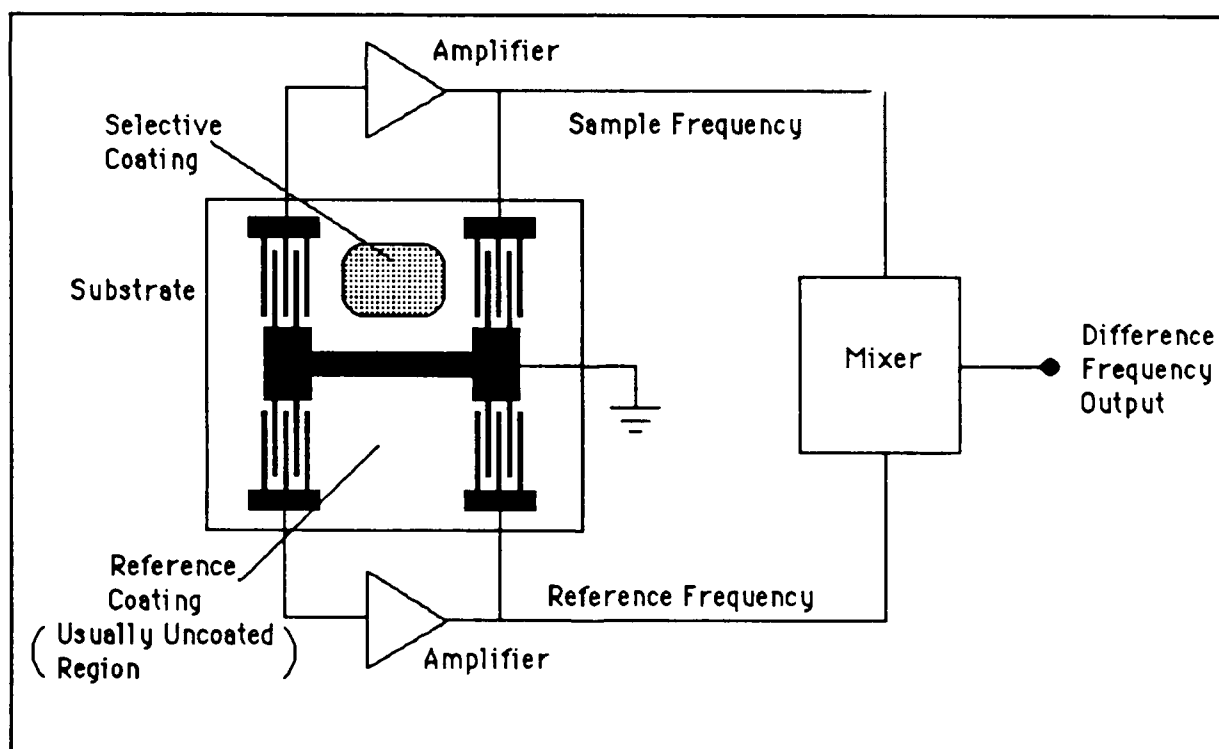 Amplifier
Selective
Coating
Sample Frequency
Substrate
Mixer
Difference
Frequency
Output
Reference
Coating
( Usually Uncoated )
Region
Reference Frequency
Amplifier